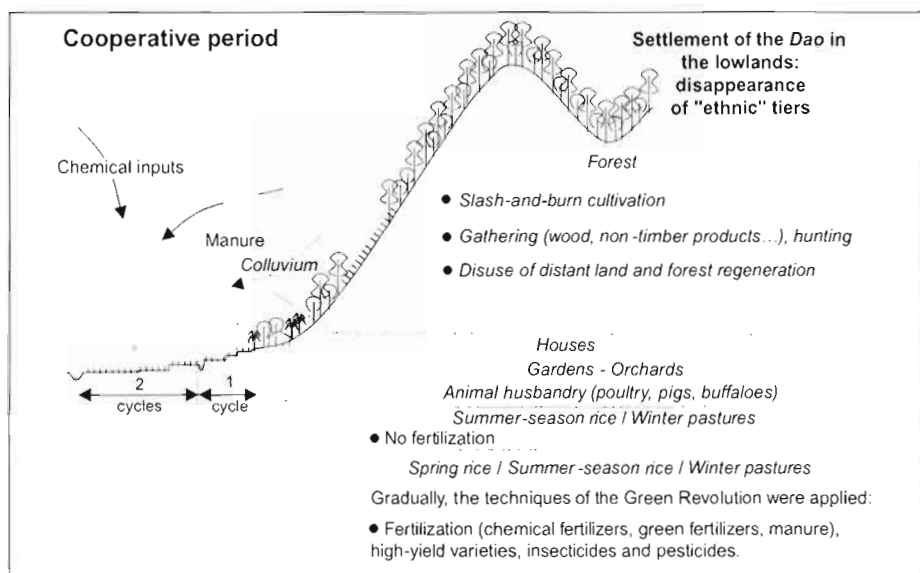 Cooperative period
Settlement of the Dao in
the lowlands:
disappearance
of "ethnic" tiers
Chemical inputs
Manure
Colluvium
2
cycles
1
cycle
Forest
● Slash-and-burn cultivation
● Gathering (wood, non-timber products...), hunting
● Disuse of distant land and forest regeneration
Houses
Gardens - Orchards
Animal husbandry (poultry, pigs, buffaloes)
Summer-season rice / Winter pastures
● No fertilization
Spring rice / Summer-season rice / Winter pastures
Gradually, the techniques of the Green Revolution were applied:
● Fertilization (chemical fertilizers, green fertilizers, manure),
high-yield varieties, insecticides and pesticides.